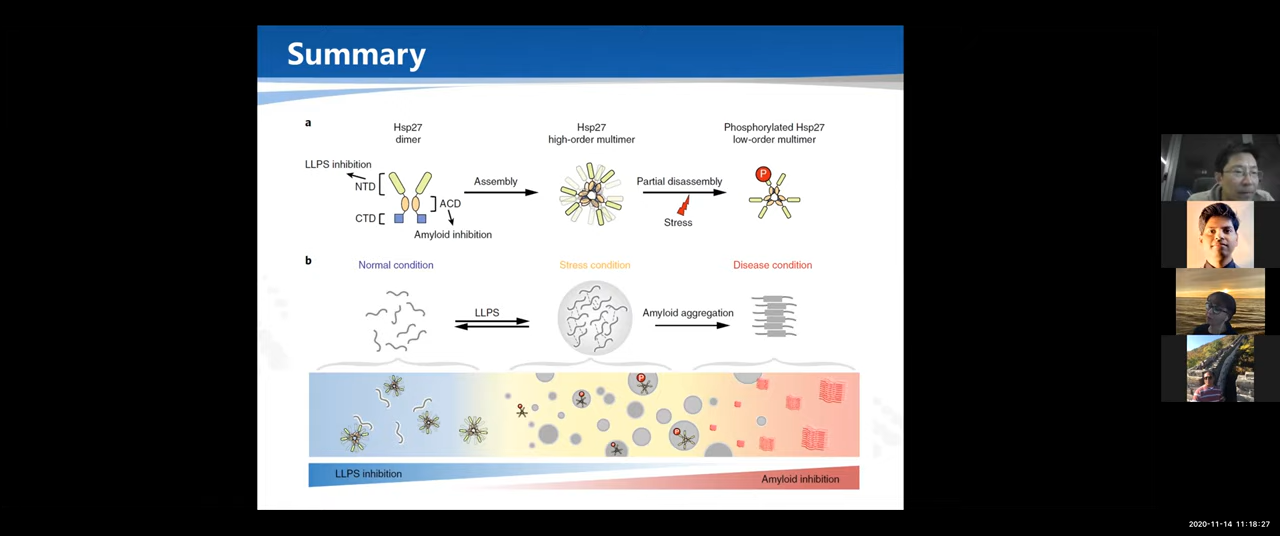 Summary
a
Hsp27
dimer
Hsp27
high-order multimer
Phosphorylated Hsp27
low-order multimer
LLPS inhibition
NTD
CTD
ACD
Amyloid inhibition
Assembly
Partial disassembly
Stress
P
b
Normal condition
Stress condition
Disease condition
LLPS
Amyloid aggregation
P
P
LLPS inhibition
Amyloid inhibition
2020-11-14 11:18:27